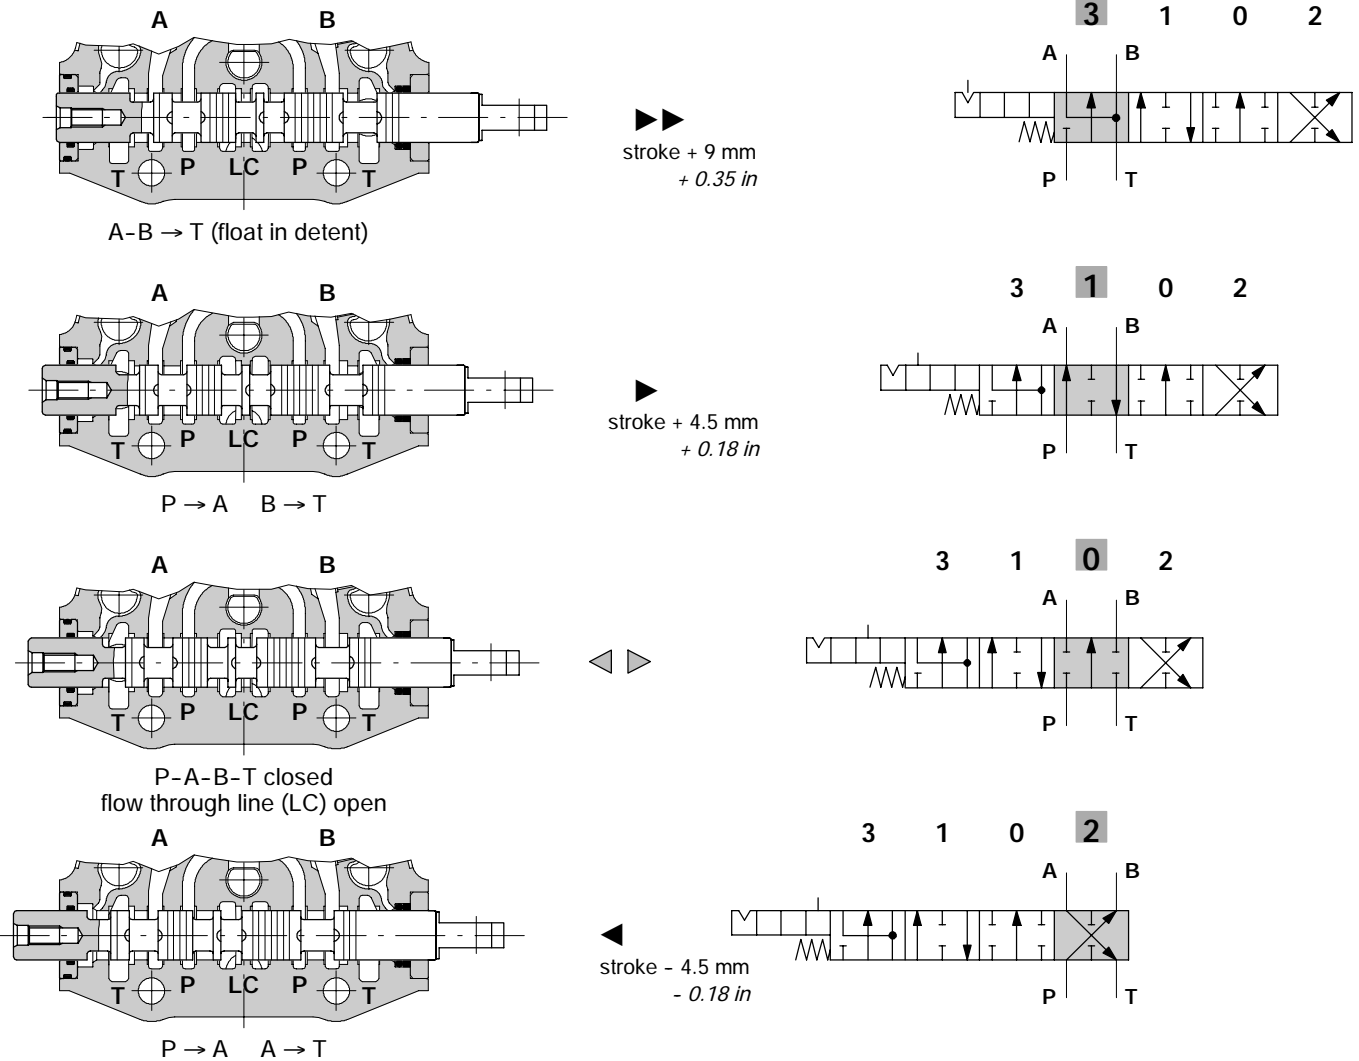 A B
3 1 0 2
A B
T P LC P T
stroke + 9 mm
+ 0.35 in
P T
A-B → T (float in detent)
A B
3 1 0 2
A B
T P LC P T
stroke + 4.5 mm
+ 0.18 in
P T
P → A B → T
A B
3 1 0 2
A B
T P LC P T
P T
P-A-B-T closed
flow through line (LC) open
A B
3 1 0 2
A B
T P LC P T
stroke - 4.5 mm
- 0.18 in
P T
P → A A → T